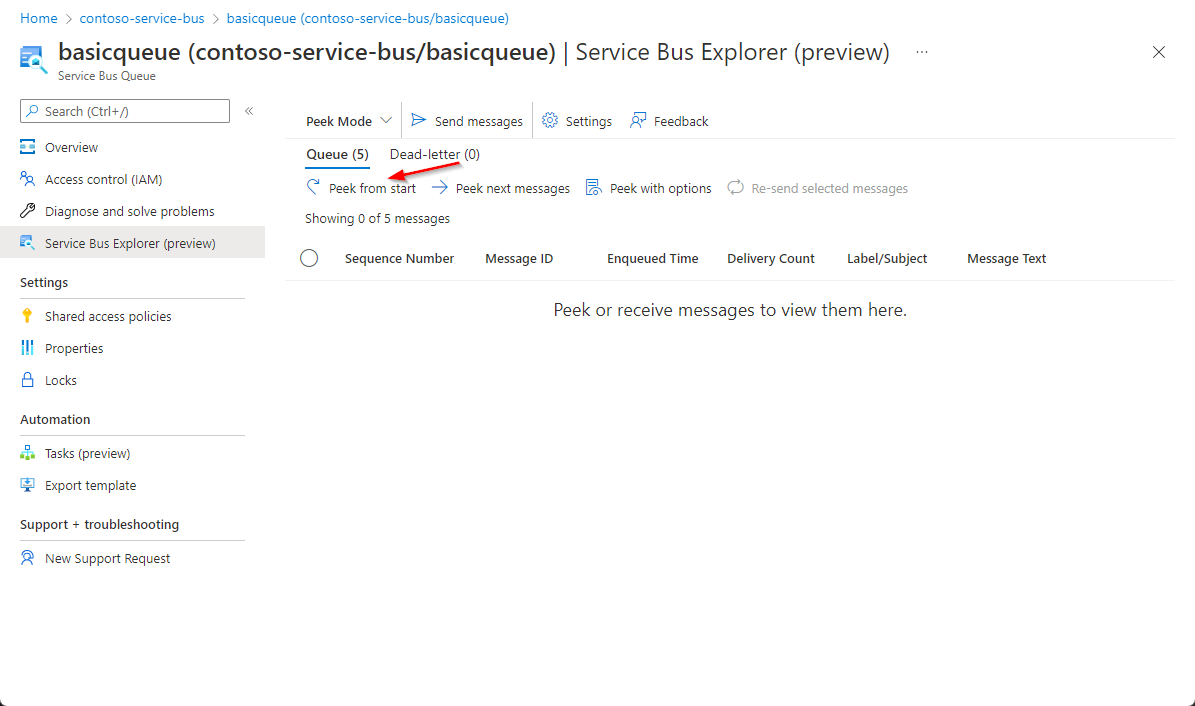 Home > contoso-service-bus > basicqueue (contoso-service-bus/basicqueue)
basicqueue (contoso-service-bus/basicqueue) | Service Bus Explorer (preview) ...
Service Bus Queue
Search (Ctrl+/) «
Overview
Access control (IAM)
Diagnose and solve problems
Service Bus Explorer (preview)
Settings
Shared access policies
Properties
Locks
Automation
Tasks (preview)
Export template
Support + troubleshooting
New Support Request
Peek Mode Send messages Settings Feedback
Queue (5) Dead-letter (0)
Peek from start Peek next messages Peek with options Re-send selected messages
Showing 0 of 5 messages
Sequence Number Message ID Enqueued Time Delivery Count Label/Subject Message Text
Peek or receive messages to view them here.